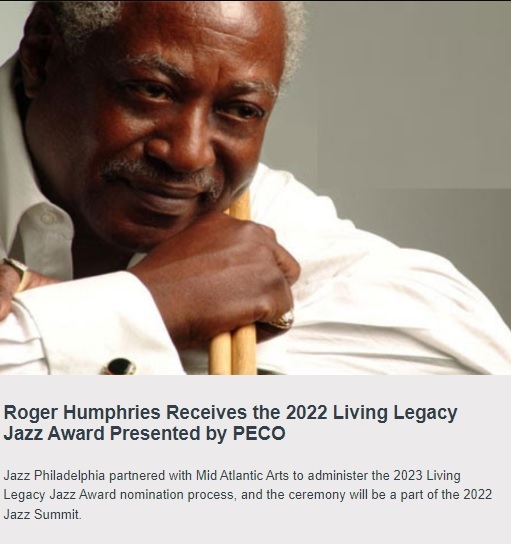 Roger Humphries Receives the 2022 Living Legacy
Jazz Award Presented by PECO
Jazz Philadelphia partnered with Mid Atlantic Arts to administer the 2023 Living
Legacy Jazz Award nomination process, and the ceremony will be a part of the 2022
Jazz Summit.